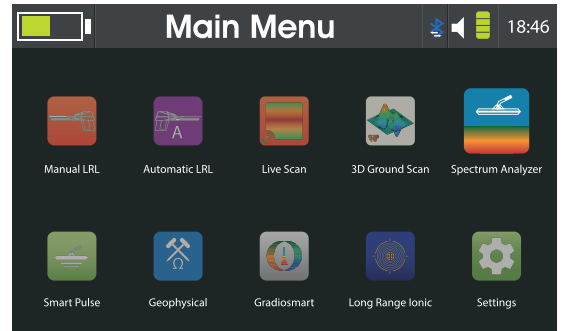 Main Menu
18:46
A
Manual LRL
Automatic LRL
Live Scan
3D Ground Scan
Spectrum Analyzer
Ω
Smart Pulse
Geophysical
Gradiosmart
Long Range Ionic
Settings